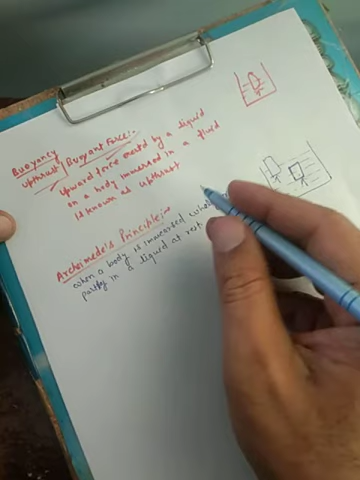 Buoyancy
upthrust / Buoyant Force:-
upward force exerted by a liquid
on a body immersed in a fluid
is known as upthrust
Archimede's Principle:-
when a body is immersed
partly in a liquid at rest